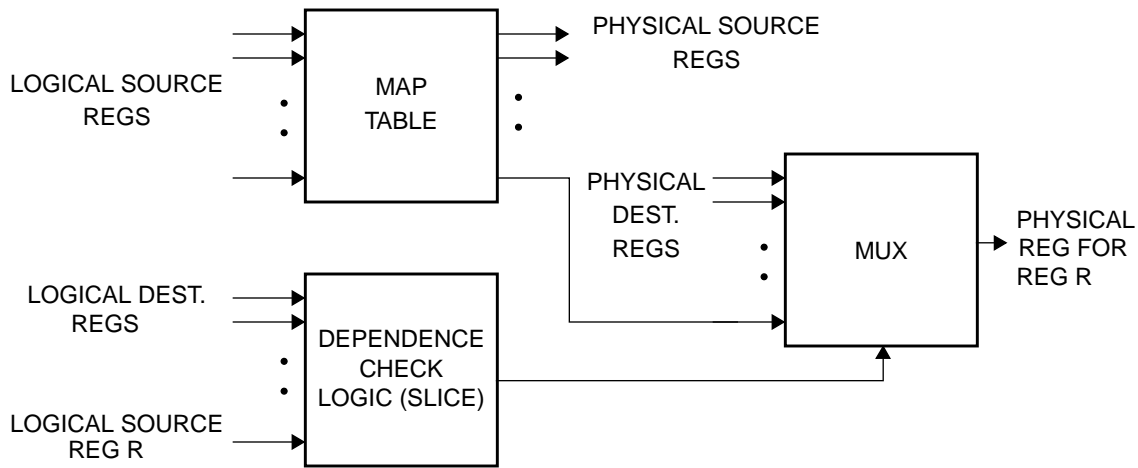 LOGICAL SOURCE
REGS
MAP
TABLE
PHYSICAL SOURCE
REGS
PHYSICAL
DEST.
REGS
MUX
PHYSICAL
REG FOR
REG R
LOGICAL DEST.
REGS
DEPENDENCE
CHECK
LOGIC (SLICE)
LOGICAL SOURCE
REG R